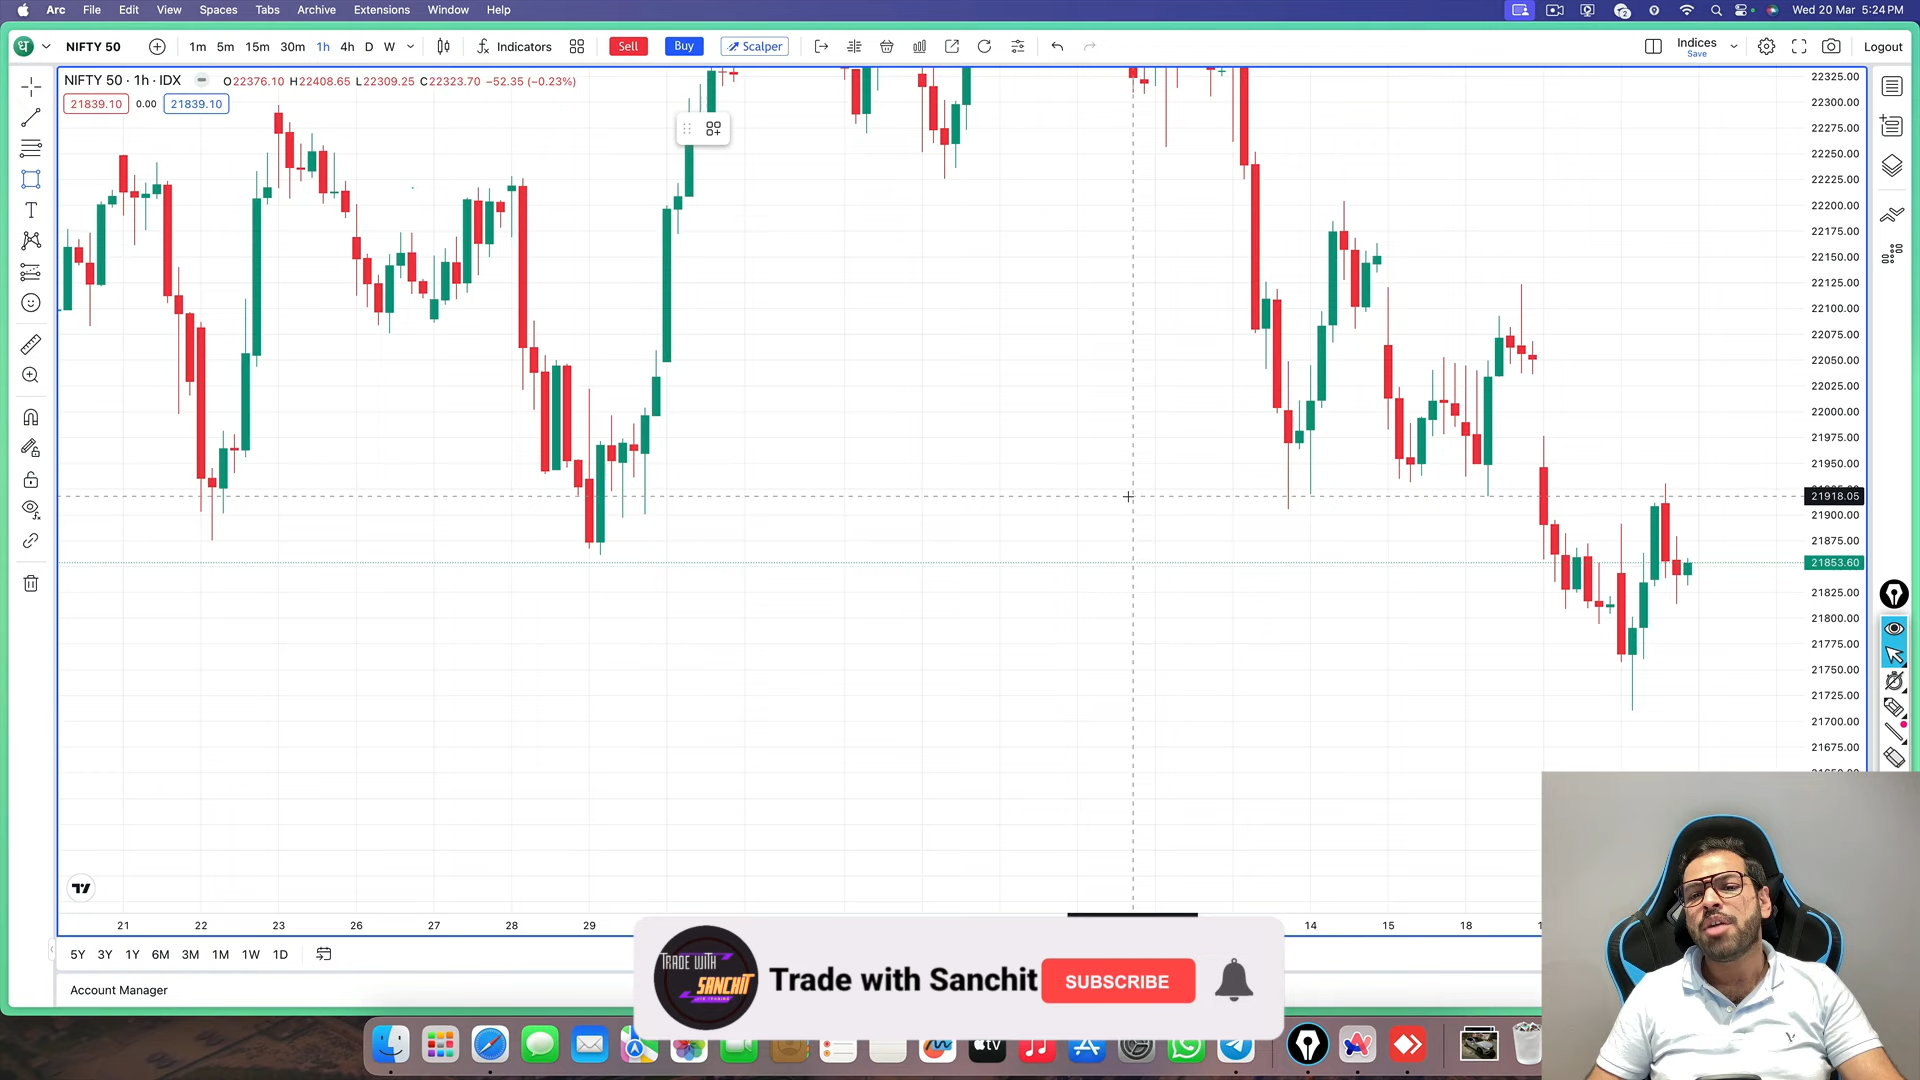 Arc File Edit View Spaces Tabs Archive Extensions Window Help Wed 20 Mar 5:24 PM
NIFTY 50 1m 5m 15m 30m 1h 4h D W Indicators Sell Buy Scalper Indices Logout
Save
NIFTY 50 · 1h · IDX O22376.10 H22408.65 L22309.25 C22323.70 −52.35 (−0.23%)
21839.10 0.00 21839.10
22325.00
22300.00
22275.00
22250.00
22225.00
22200.00
22175.00
22150.00
22125.00
22100.00
22075.00
22050.00
22025.00
22000.00
21975.00
21950.00
21918.05
21900.00
21875.00
21853.60
21825.00
21800.00
21775.00
21750.00
21725.00
21700.00
21675.00
21 22 23 26 27 28 29 14 15 18
5Y 3Y 1Y 6M 3M 1M 1W 1D
Account Manager
TRADE WITH
SANCHIT
Trade with Sanchit SUBSCRIBE
tv